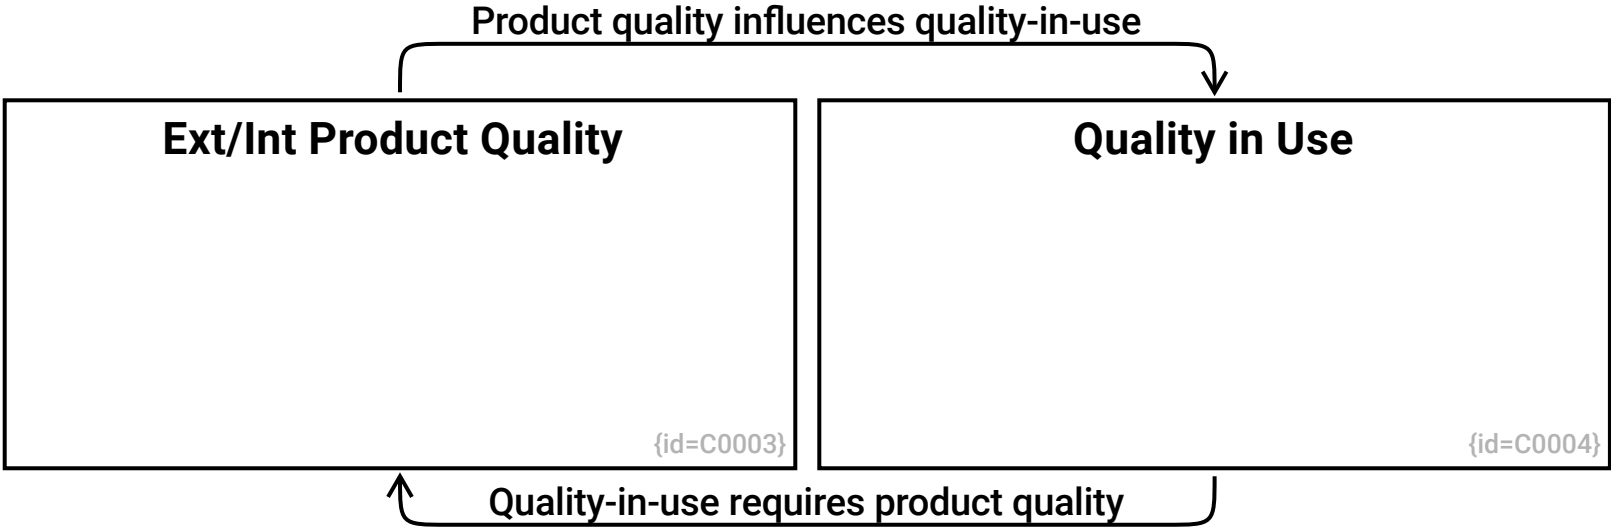 Product quality influences quality-in-use
Ext/Int Product Quality
Quality in Use
{id=C0003}
{id=C0004}
Quality-in-use requires product quality